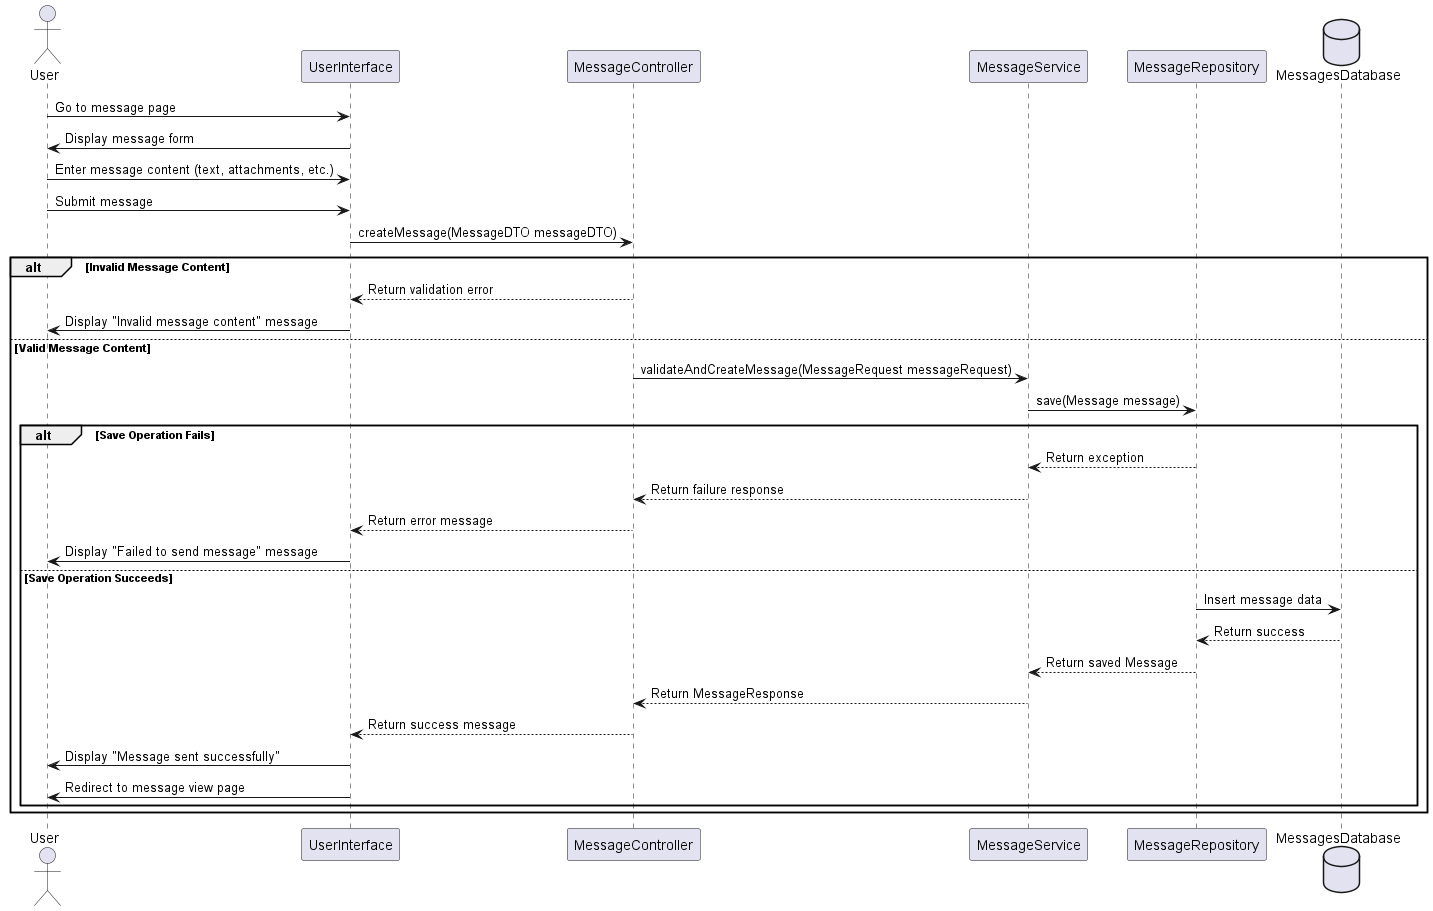 User
UserInterface
MessageController
MessageService
MessageRepository
MessagesDatabase
Go to message page
Display message form
Enter message content (text, attachments, etc.)
Submit message
createMessage(MessageDTO messageDTO)
alt
[Invalid Message Content]
Return validation error
Display "Invalid message content" message
[Valid Message Content]
validateAndCreateMessage(MessageRequest messageRequest)
save(Message message)
alt
[Save Operation Fails]
Return exception
Return failure response
Return error message
Display "Failed to send message" message
[Save Operation Succeeds]
Insert message data
Return success
Return saved Message
Return MessageResponse
Return success message
Display "Message sent successfully"
Redirect to message view page
User
UserInterface
MessageController
MessageService
MessageRepository
MessagesDatabase